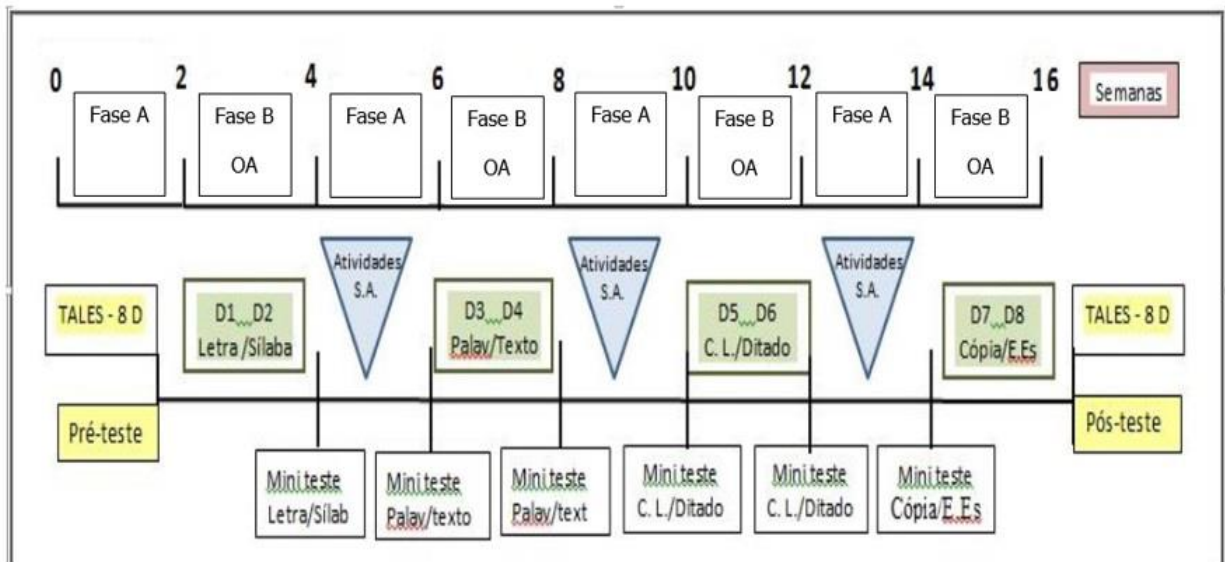 0 2 4 6 8 10 12 14 16 Semanas
Fase A Fase B Fase A Fase B Fase A Fase B Fase A Fase B
OA OA OA OA
Atividades Atividades Atividades
S.A. S.A. S.A.
TALES - 8 D D1 D2 D3 D4 D5 D6 D7 D8 TALES - 8 D
Letra /Sílaba Palav/Texto C. L./Ditado Cópia/E.Es
Pré-teste Pós-teste
Mini teste Mini teste Mini teste Mini teste Mini teste Mini teste
Letra/Sílab Palav/texto Palav/text C. L./Ditado C. L./Ditado Cópia/E.Es